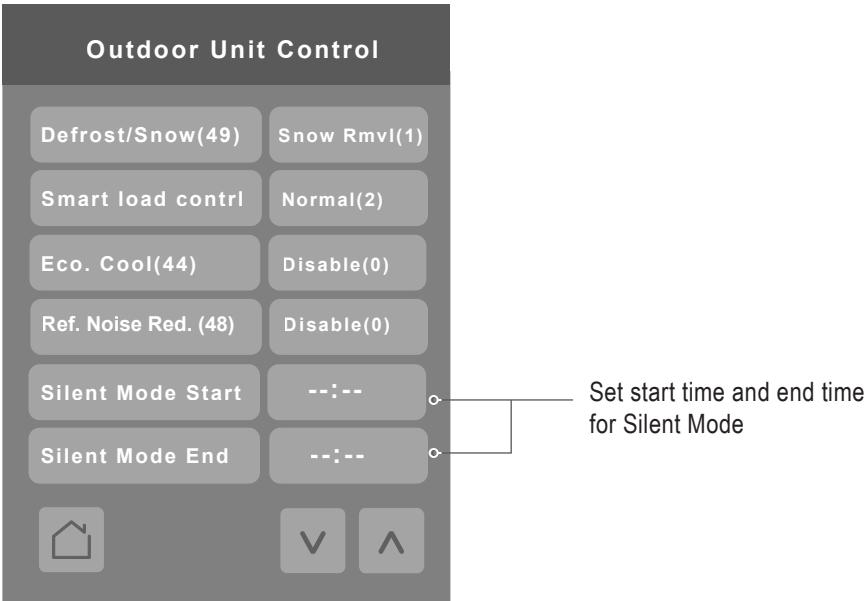 Outdoor Unit Control
Defrost/Snow(49) Snow Rmvl(1)
Smart load contrl Normal(2)
Eco. Cool(44) Disable(0)
Ref. Noise Red. (48) Disable(0)
Silent Mode Start --:--
Silent Mode End --:--
Set start time and end time
for Silent Mode